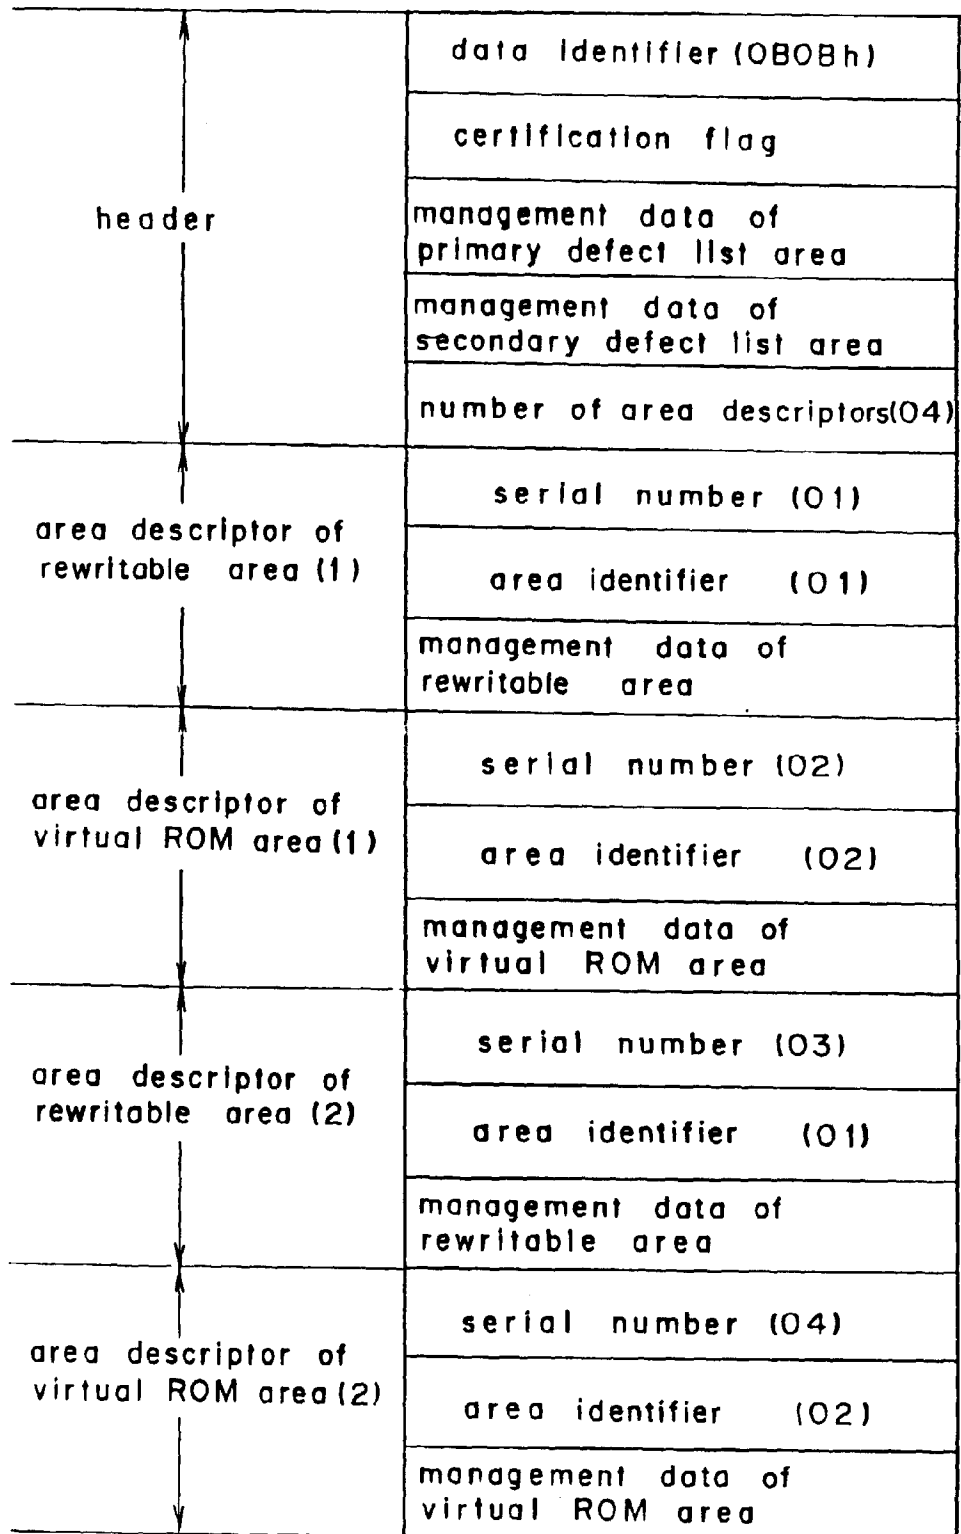 data identifier (0B0Bh)
certification flag
header
management data of
primary defect list area
management data of
secondary defect list area
number of area descriptors(04)
serial number (01)
area descriptor of
rewritable area (1)
area identifier (01)
management data of
rewritable area
serial number (02)
area descriptor of
virtual ROM area (1)
area identifier (02)
management data of
virtual ROM area
serial number (03)
area descriptor of
rewritable area (2)
area identifier (01)
management data of
rewritable area
serial number (04)
area descriptor of
virtual ROM area (2)
area identifier (02)
management data of
virtual ROM area